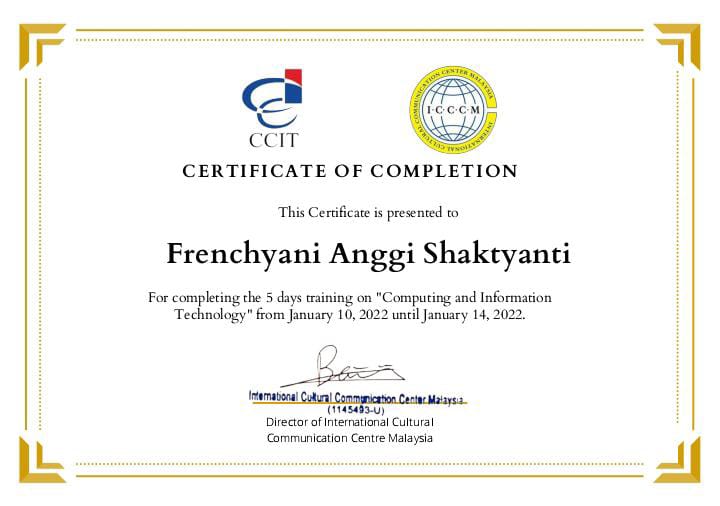 CCIT
INTERNATIONAL CULTURAL COMMUNICATION CENTER MALAYSIA
I·C·C·C·M
CERTIFICATE OF COMPLETION
This Certificate is presented to
Frenchyani Anggi Shaktyanti
For completing the 5 days training on "Computing and Information
Technology" from January 10, 2022 until January 14, 2022.
International Cultural Communication Center Malaysia
(1145493-U)
Director of International Cultural
Communication Centre Malaysia